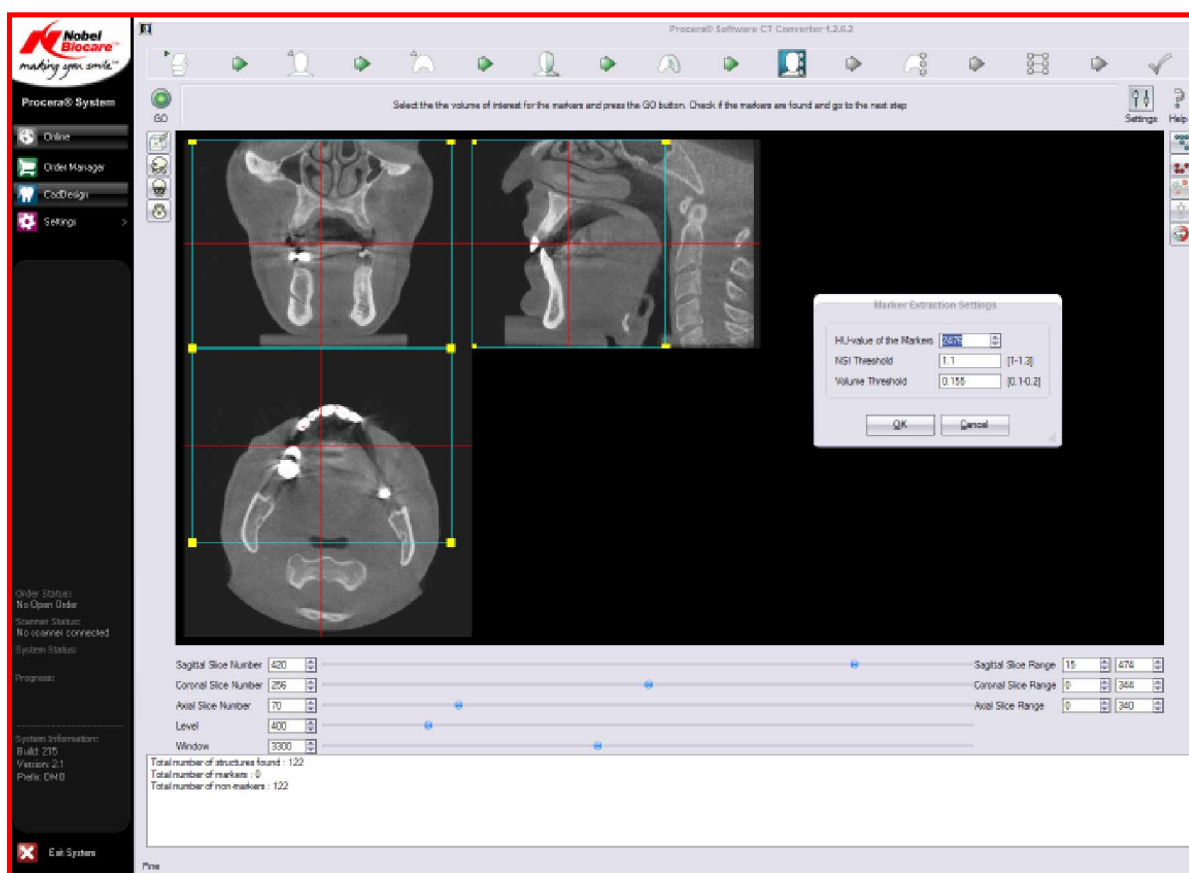 Nobel
Biocare™
making you smile™
Procera® System
Online
Order Manager
CadDesign
Settings >
Order Status:
No Open Order
Scanner Status:
No scanner connected
System Status:
Progress:
System Information:
Build: 215
Version: 2.1
Prefix: DM0
Exit System
Procera® Software CT Converter 1.2.6.2
GO
Select the the volume of interest for the markers and press the GO button. Check if the markers are found and go to the next step
Settings
Help
Marker Extraction Settings
HU-value of the Markers 2476
NSI Threshold 1.1 [1-1.3]
Volume Threshold 0.155 [0.1-0.2]
OK Cancel
Sagittal Slice Number 420 Sagittal Slice Range 15 474
Coronal Slice Number 256 Coronal Slice Range 0 344
Axial Slice Number 70 Axial Slice Range 0 340
Level 400
Window 3300
Total number of structures found : 122
Total number of markers : 0
Total number of non-markers : 122